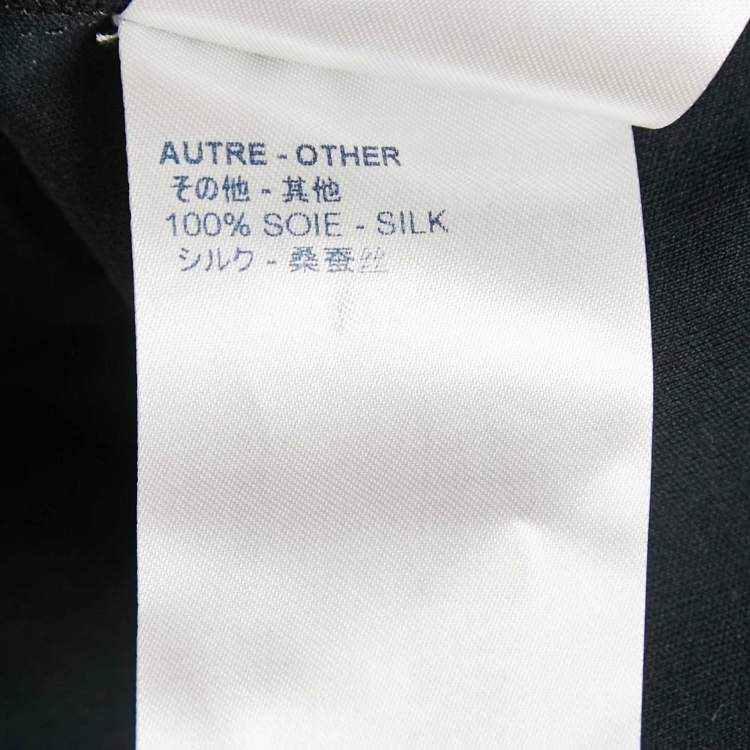 AUTRE - OTHER
その他 - 其他
100% SOIE - SILK
シルク - 桑蚕丝